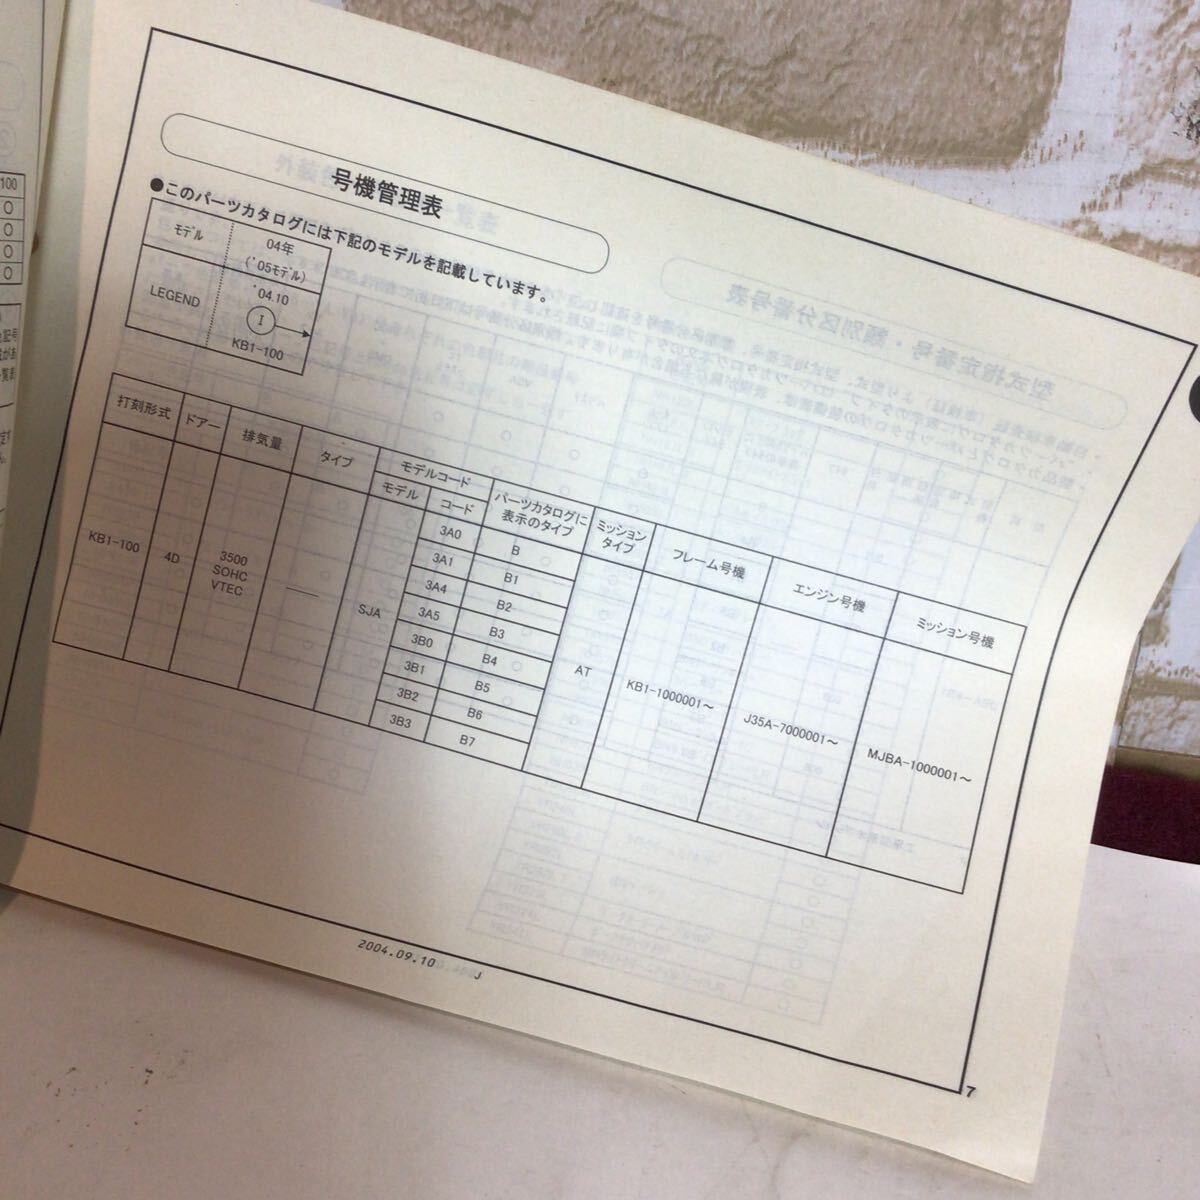 号機管理表
●このパーツカタログには下記のモデルを記載しています。
モデル 04年
('05モデル)
LEGEND '04.10
I
KB1-100
打刻形式 ドアー 排気量 タイプ モデルコード パーツカタログに表示のタイプ ミッションタイプ フレーム号機 エンジン号機 ミッション号機
モデル コード
KB1-100 4D 3500 SOHC VTEC —— SJA AT KB1-1000001～ J35A-7000001～ MJBA-1000001～
3A0 B
3A1 B1
3A4 B2
3A5 B3
3B0 B4
3B1 B5
3B2 B6
3B3 B7
2004.09.10 J
7
100